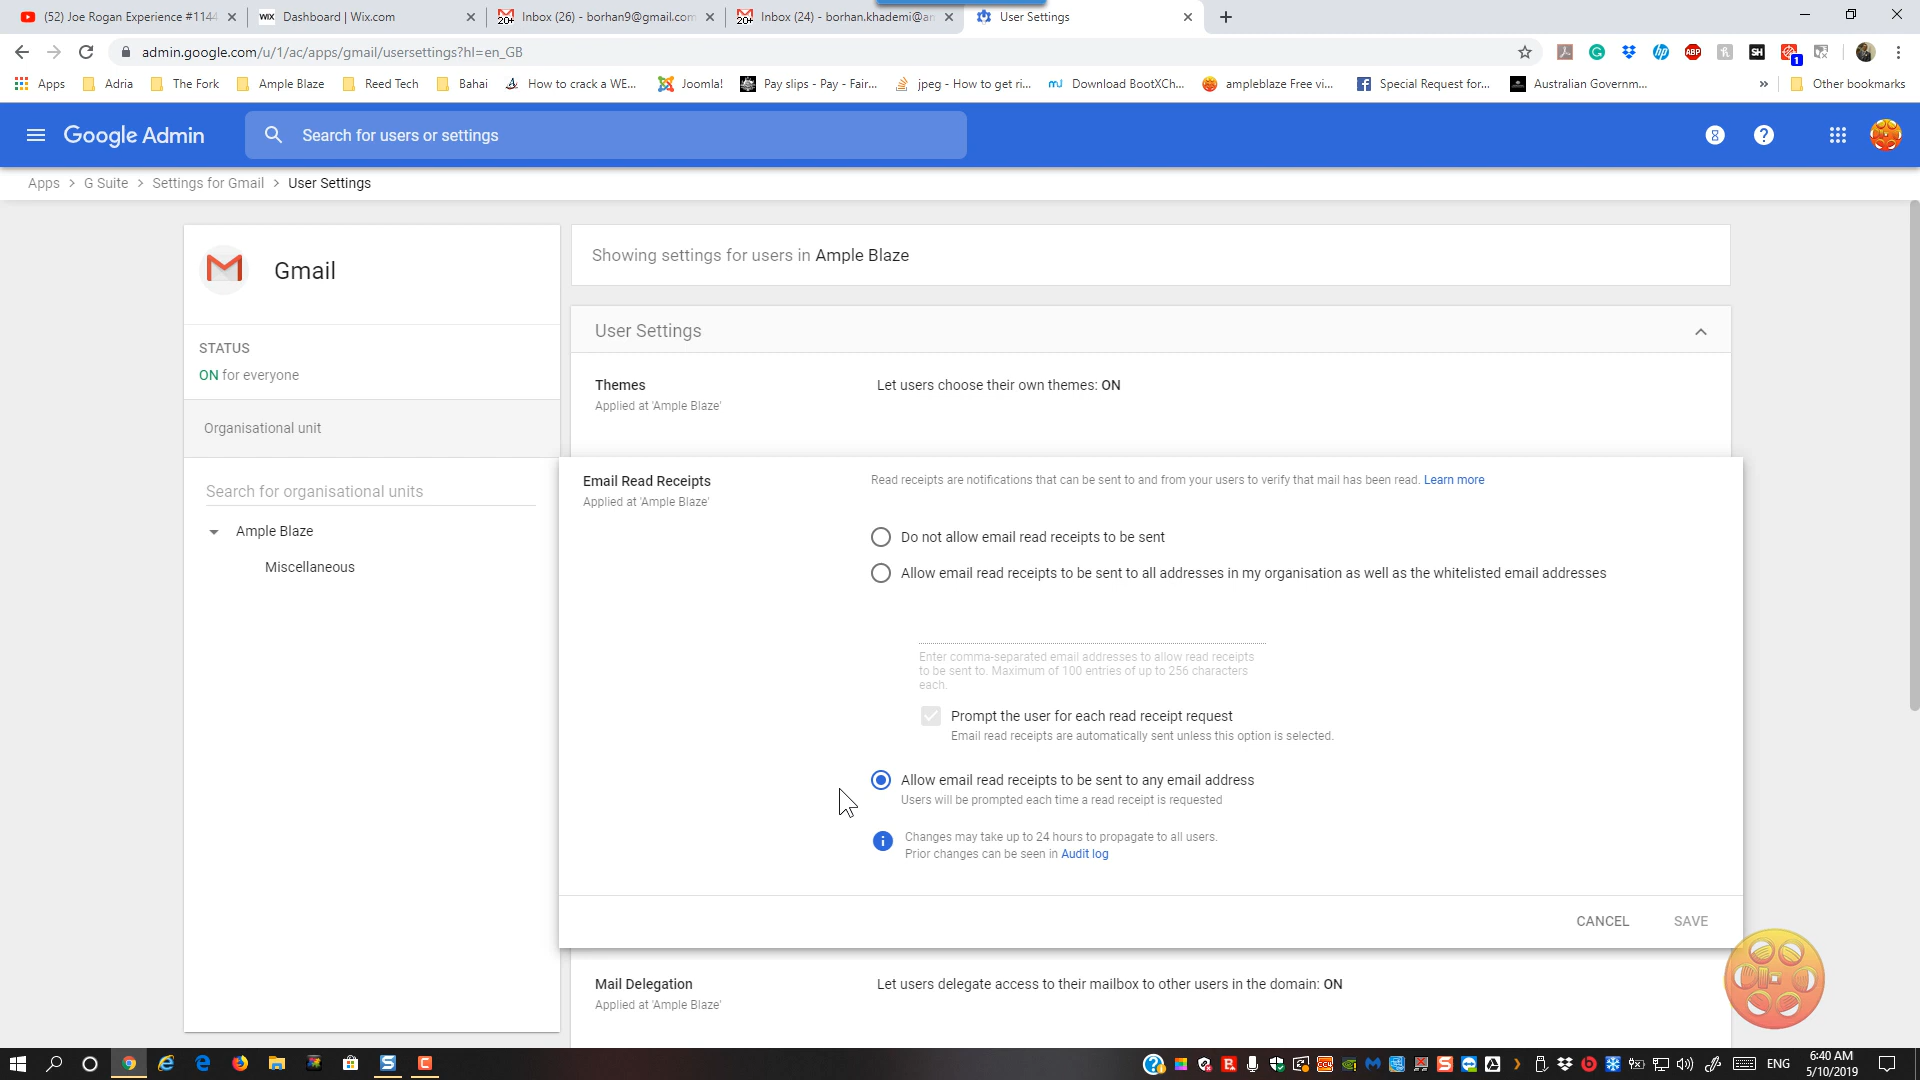 (52) Joe Rogan Experience #1144
WIX Dashboard | Wix.com
20+ Inbox (26) - borhan9@gmail.com
20+ Inbox (24) - borhan.khademi@an
User Settings
admin.google.com/u/1/ac/apps/gmail/usersettings?hl=en_GB
ABP
SH
1
Apps
Adria
The Fork
Ample Blaze
Reed Tech
Bahai
How to crack a WE...
Joomla!
Pay slips - Pay - Fair...
jpeg - How to get ri...
Download BootXCh...
ampleblaze Free vi...
Special Request for...
Australian Governm...
»
Other bookmarks
Google Admin
Search for users or settings
Apps > G Suite > Settings for Gmail > User Settings
Gmail
STATUS
ON for everyone
Organisational unit
Search for organisational units
Ample Blaze
Miscellaneous
Showing settings for users in Ample Blaze
User Settings
Themes
Applied at 'Ample Blaze'
Let users choose their own themes: ON
Email Read Receipts
Applied at 'Ample Blaze'
Read receipts are notifications that can be sent to and from your users to verify that mail has been read. Learn more
Do not allow email read receipts to be sent
Allow email read receipts to be sent to all addresses in my organisation as well as the whitelisted email addresses
Enter comma-separated email addresses to allow read receipts
to be sent to. Maximum of 100 entries of up to 256 characters
each.
Prompt the user for each read receipt request
Email read receipts are automatically sent unless this option is selected.
Allow email read receipts to be sent to any email address
Users will be prompted each time a read receipt is requested
Changes may take up to 24 hours to propagate to all users.
Prior changes can be seen in Audit log
CANCEL
SAVE
Mail Delegation
Applied at 'Ample Blaze'
Let users delegate access to their mailbox to other users in the domain: ON
ENG
6:40 AM
5/10/2019